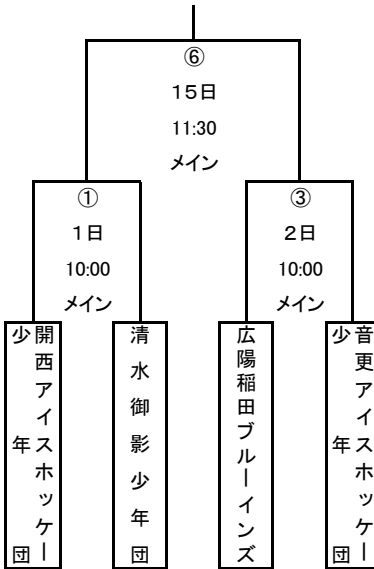 ⑥
15日
11:30
メイン
①
1日
10:00
メイン
③
2日
10:00
メイン
開西アイスホッケー
少年団
清水御影少年団
広陽稲田ブルーインズ
音更アイスホッケー
少年団